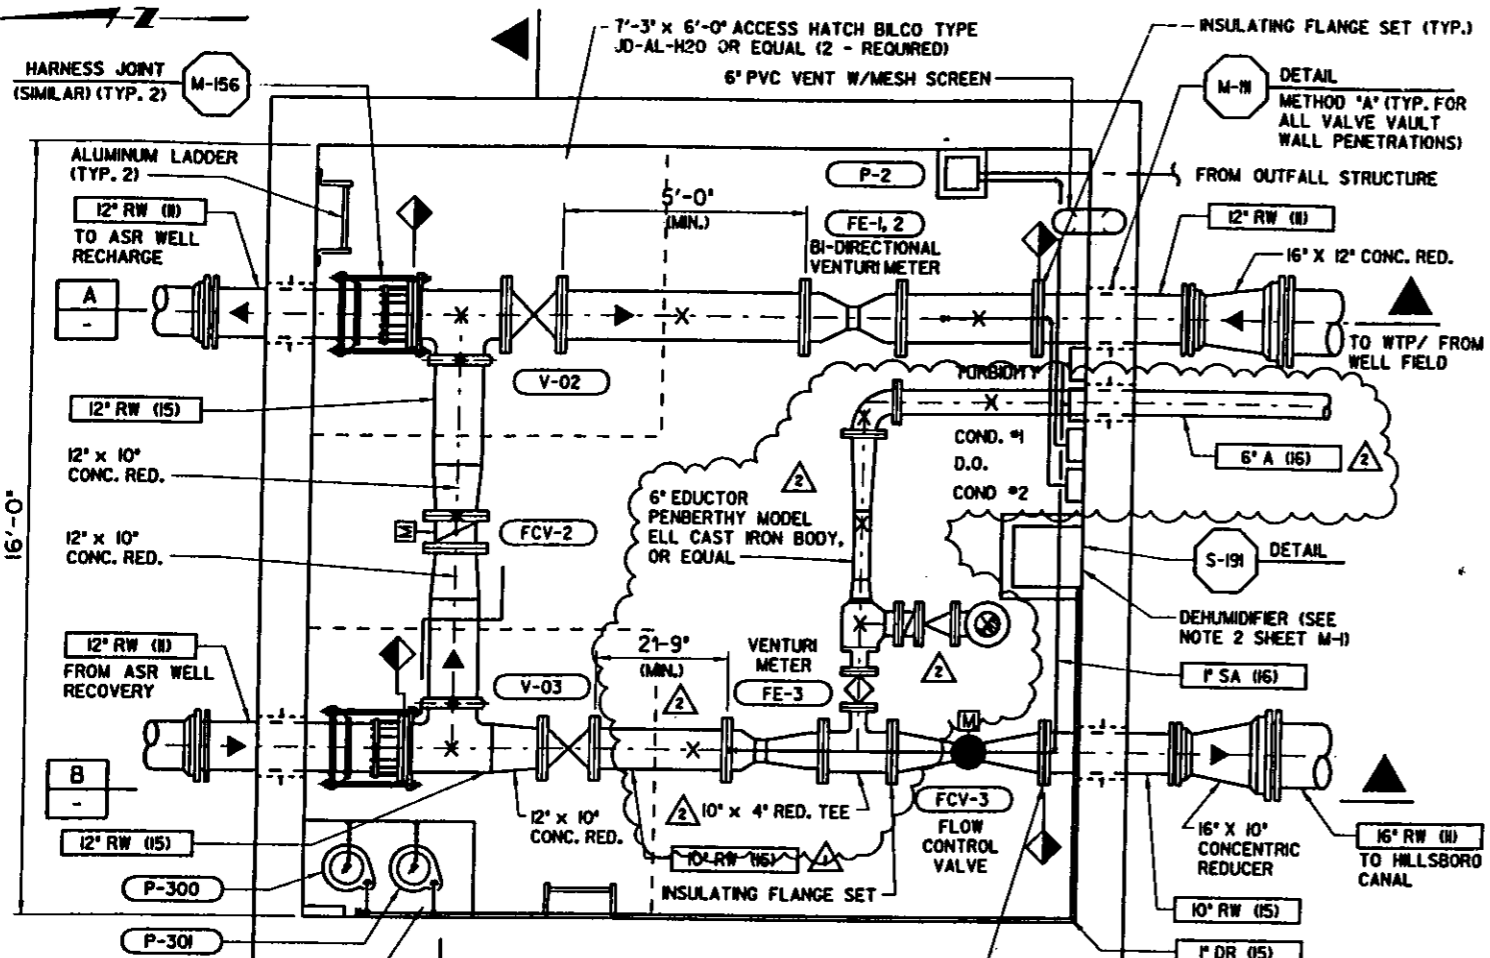 Z
7'-3" x 6'-0" ACCESS HATCH BILCO TYPE
JD-AL-H20 OR EQUAL (2 - REQUIRED)
INSULATING FLANGE SET (TYP.)
HARNESS JOINT
(SIMILAR) (TYP. 2)
M-156
6" PVC VENT W/MESH SCREEN
M-111
DETAIL
METHOD "A" (TYP. FOR
ALL VALVE VAULT
WALL PENETRATIONS)
ALUMINUM LADDER
(TYP. 2)
P-2
FROM OUTFALL STRUCTURE
12" RW (11)
TO ASR WELL
RECHARGE
5'-0"
(MIN.)
FE-1, 2
BI-DIRECTIONAL
VENTURI METER
12" RW (11)
16" X 12" CONC. RED.
A
-
TO WTP/ FROM
WELL FIELD
V-02
TURBIDITY
12" RW (15)
COND. #1
D.O.
COND #2
6" A (16)
2
12" x 10"
CONC. RED.
2
6" EDUCTOR
PENBERTHY MODEL
ELL CAST IRON BODY,
OR EQUAL
16'-0"
M
FCV-2
12" x 10"
CONC. RED.
S-191
DETAIL
DEHUMIDIFIER (SEE
NOTE 2 SHEET M-1)
12" RW (11)
FROM ASR WELL
RECOVERY
21-9"
(MIN.)
VENTURI
METER
2
1" SA (16)
V-03
2
FE-3
M
B
-
12" x 10"
CONC. RED.
2
10" x 4" RED. TEE
FCV-3
FLOW
CONTROL
VALVE
16" X 10"
CONCENTRIC
REDUCER
16" RW (11)
TO HILLSBORO
CANAL
12" RW (15)
10" RW (16)
1
P-300
INSULATING FLANGE SET
10" RW (15)
P-301
1" DR (15)